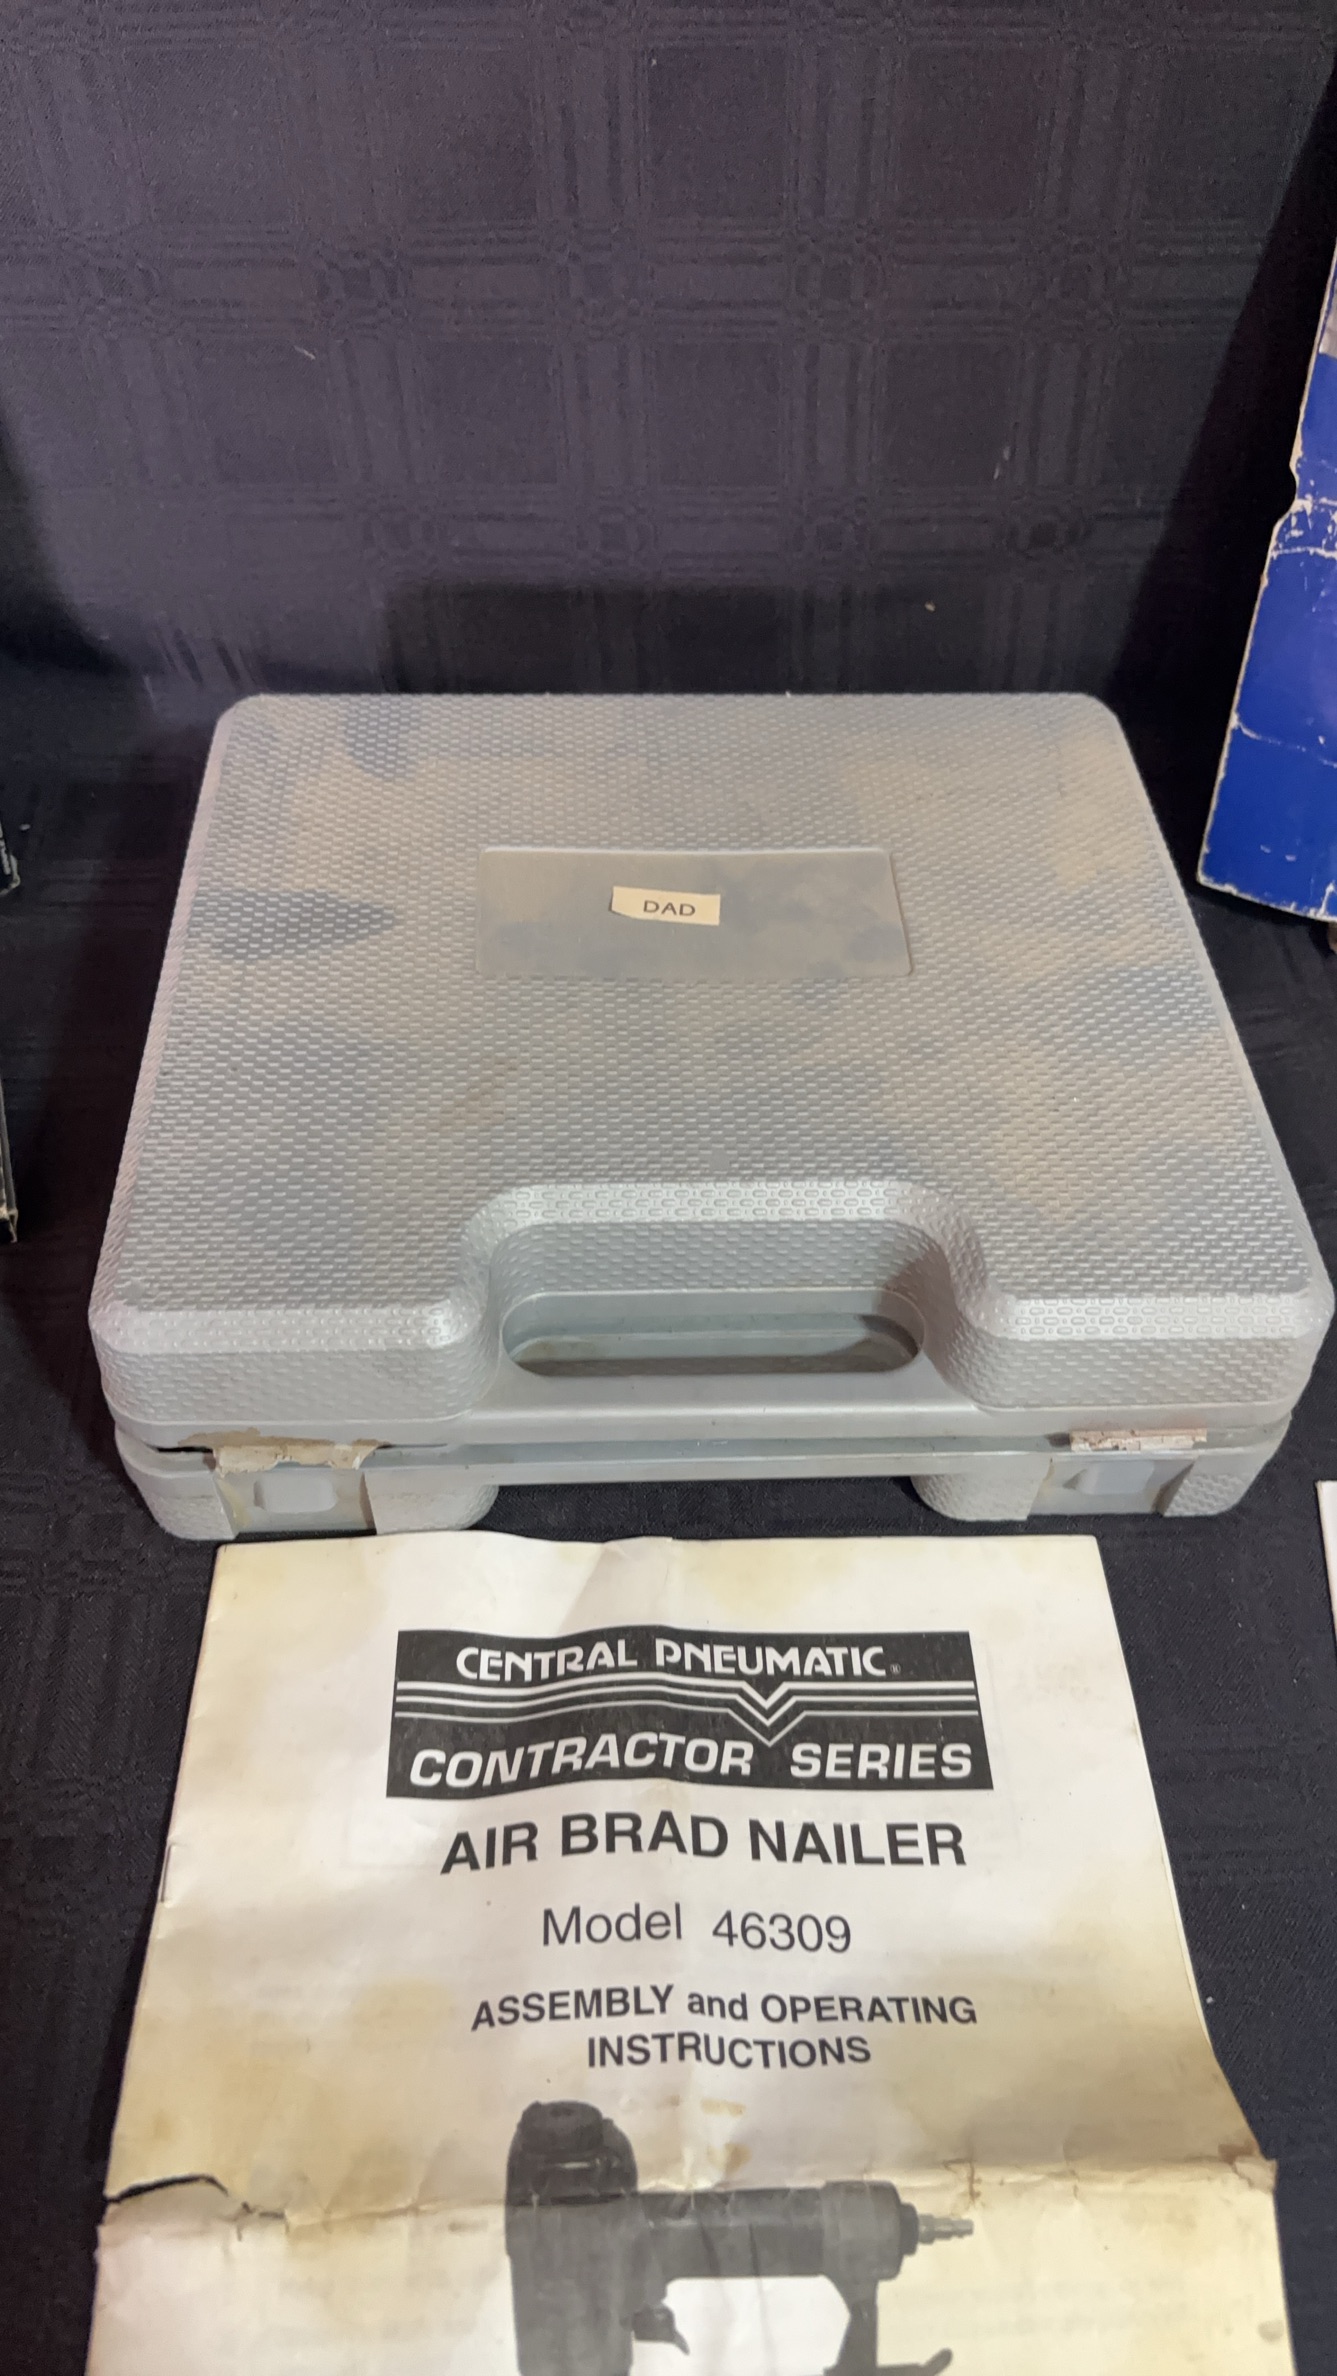 DAD
CENTRAL PNEUMATIC®
CONTRACTOR SERIES
AIR BRAD NAILER
Model 46309
ASSEMBLY and OPERATING
INSTRUCTIONS